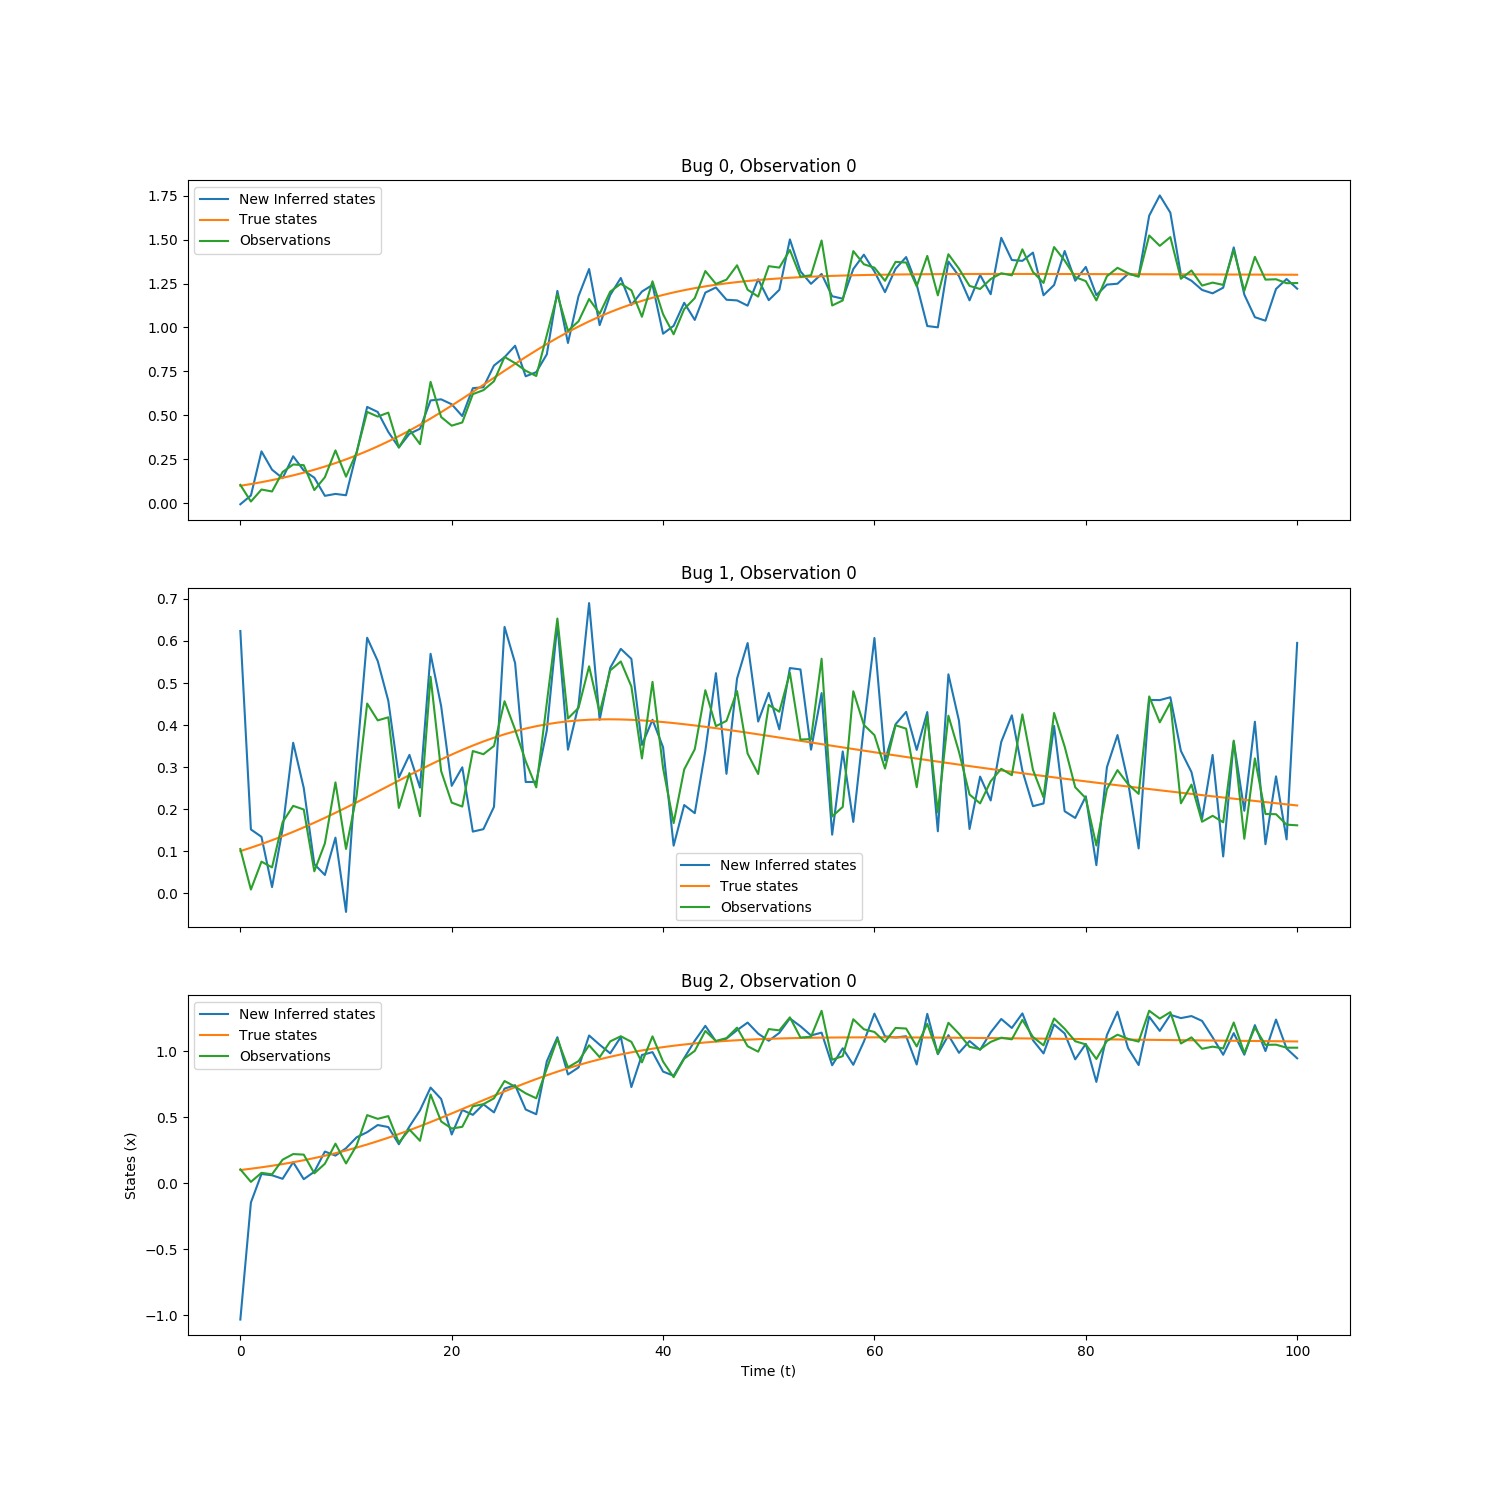 Bug 0, Observation 0
1.75
1.50
1.25
1.00
0.75
0.50
0.25
0.00
New Inferred states
True states
Observations
Bug 1, Observation 0
0.7
0.6
0.5
0.4
0.3
0.2
0.1
0.0
New Inferred states
True states
Observations
Bug 2, Observation 0
1.0
0.5
0.0
−0.5
−1.0
States (x)
New Inferred states
True states
Observations
0 20 40 60 80 100
Time (t)